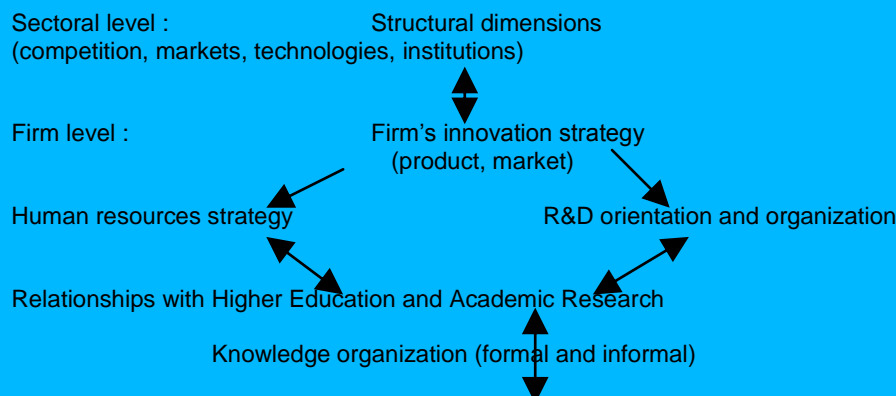 Sectoral level : Structural dimensions
(competition, markets, technologies, institutions)
Firm level : Firm's innovation strategy
(product, market)
Human resources strategy R&D orientation and organization
Relationships with Higher Education and Academic Research
Knowledge organization (formal and informal)